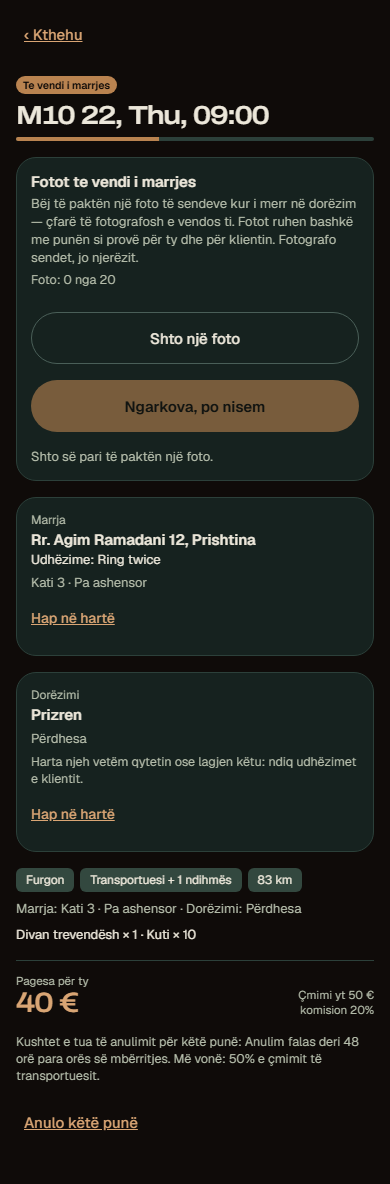 ‹ Kthehu
Te vendi i marrjes
M10 22, Thu, 09:00
Fotot te vendi i marrjes
Bëj të paktën një foto të sendeve kur i merr në dorëzim
— çfarë të fotografosh e vendos ti. Fotot ruhen bashkë
me punën si provë për ty dhe për klientin. Fotografo
sendet, jo njerëzit.
Foto: 0 nga 20
Shto një foto
Ngarkova, po nisem
Shto së pari të paktën një foto.
Marrja
Rr. Agim Ramadani 12, Prishtina
Udhëzime: Ring twice
Kati 3 · Pa ashensor
Hap në hartë
Dorëzimi
Prizren
Përdhesa
Harta njeh vetëm qytetin ose lagjen këtu: ndiq udhëzimet
e klientit.
Hap në hartë
Furgon
Transportuesi + 1 ndihmës
83 km
Marrja: Kati 3 · Pa ashensor · Dorëzimi: Përdhesa
Divan trevendësh × 1 · Kuti × 10
Pagesa për ty
40 €
Çmimi yt 50 €
komision 20%
Kushtet e tua të anulimit për këtë punë: Anulim falas deri 48
orë para orës së mbërritjes. Më vonë: 50% e çmimit të
transportuesit.
Anulo këtë punë